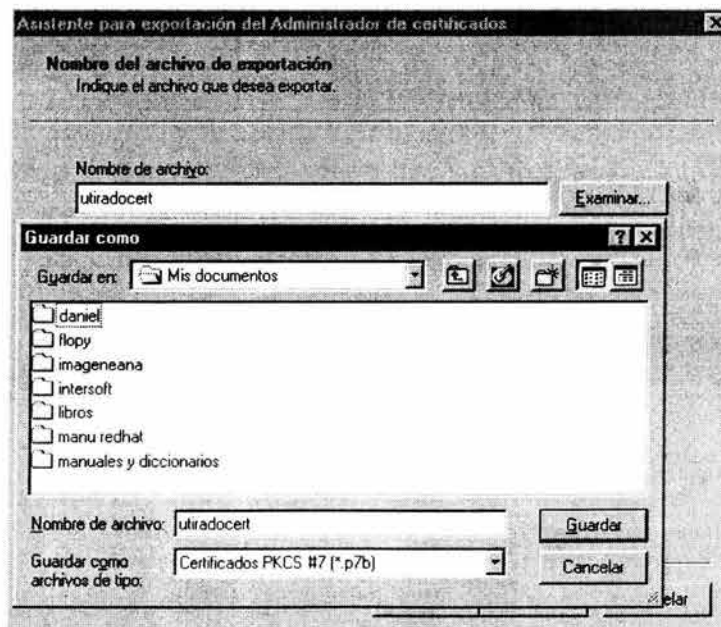 Asistente para exportación del Administrador de certificados
Nombre del archivo de exportación
Indique el archivo que desea exportar.
Nombre de archivo:
utiradocert
Examinar...
Guardar como
Guardar en: Mis documentos
daniel
flopy
imageneana
intersoft
libros
manu redhat
manuales y diccionarios
Nombre de archivo: utiradocert
Guardar
Guardar como archivos de tipo:
Certificados PKCS #7 (*.p7b)
Cancelar
elar